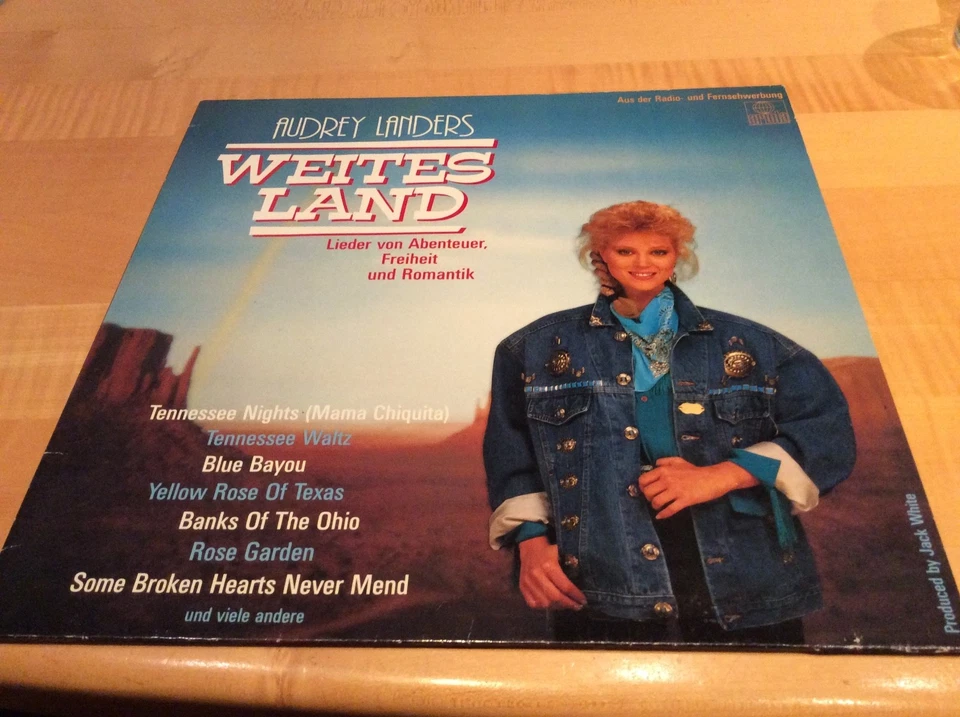 Aus der Radio- und Fernsehwerbung
ARIOLA
AUDREY LANDERS
WEITES
LAND
Lieder von Abenteuer,
Freiheit
und Romantik
Tennessee Nights (Mama Chiquita)
Tennessee Waltz
Blue Bayou
Yellow Rose Of Texas
Banks Of The Ohio
Rose Garden
Some Broken Hearts Never Mend
und viele andere
Produced by Jack White